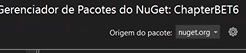 Gerenciador de Pacotes do NuGet: ChapterBET6
Origem do pacote: nuget.org